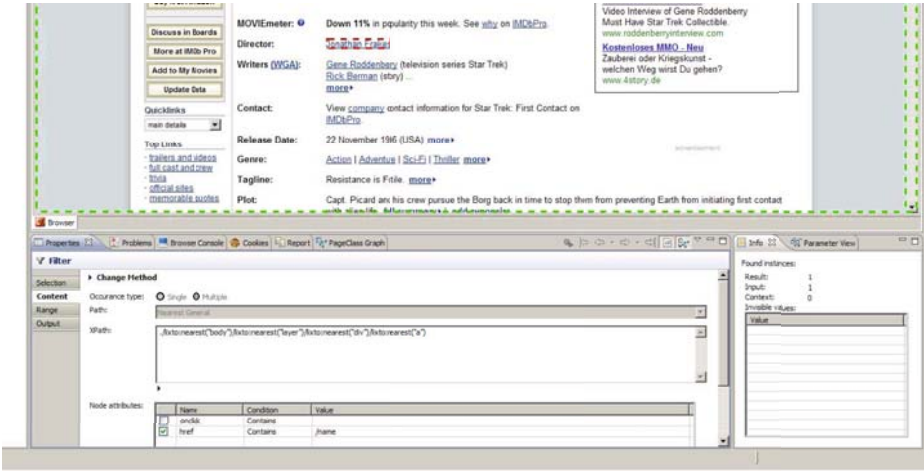 Discuss in Boards
More at IMDb Pro
Add to My Movies
Update Data
Quicklinks
main details
Top Links
- trailers and videos
- full cast and crew
- trivia
- official sites
- memorable quotes
MOVIEmeter:
Down 11% in popularity this week. See why on IMDbPro.
Director:
Jonathan Frakes
Writers (WGA):
Gene Roddenberry (television series Star Trek)
Rick Berman (story) ...
more
Contact:
View company contact information for Star Trek: First Contact on
IMDbPro.
Release Date:
22 November 1996 (USA) more
Genre:
Action | Adventure | Sci-Fi | Thriller more
Tagline:
Resistance is Futile. more
Plot:
Capt. Picard and his crew pursue the Borg back in time to stop them from preventing Earth from initiating first contact
Video Interview of Gene Roddenberry
Must Have Star Trek Collectible.
www.roddenberryinterview.com
Kostenloses MMO - Neu
Zauberei oder Kriegskunst -
welchen Weg wirst Du gehen?
www.4story.de
advertisement
Browser
Properties
Problems
Browser Console
Cookies
Report
PageClass Graph
Filter
Selection
Content
Range
Output
Change Method
Occurance type:
Single
Multiple
Path:
Nearest General
XPath:
./lixto:nearest("body")/lixto:nearest("layer")/lixto:nearest("div")/lixto:nearest("a")
Node attributes:
Name Condition Value
onclick Contains
href Contains /name
Info
Parameter View
Found instances:
Result: 1
Input: 1
Context: 0
Invisible values:
Value